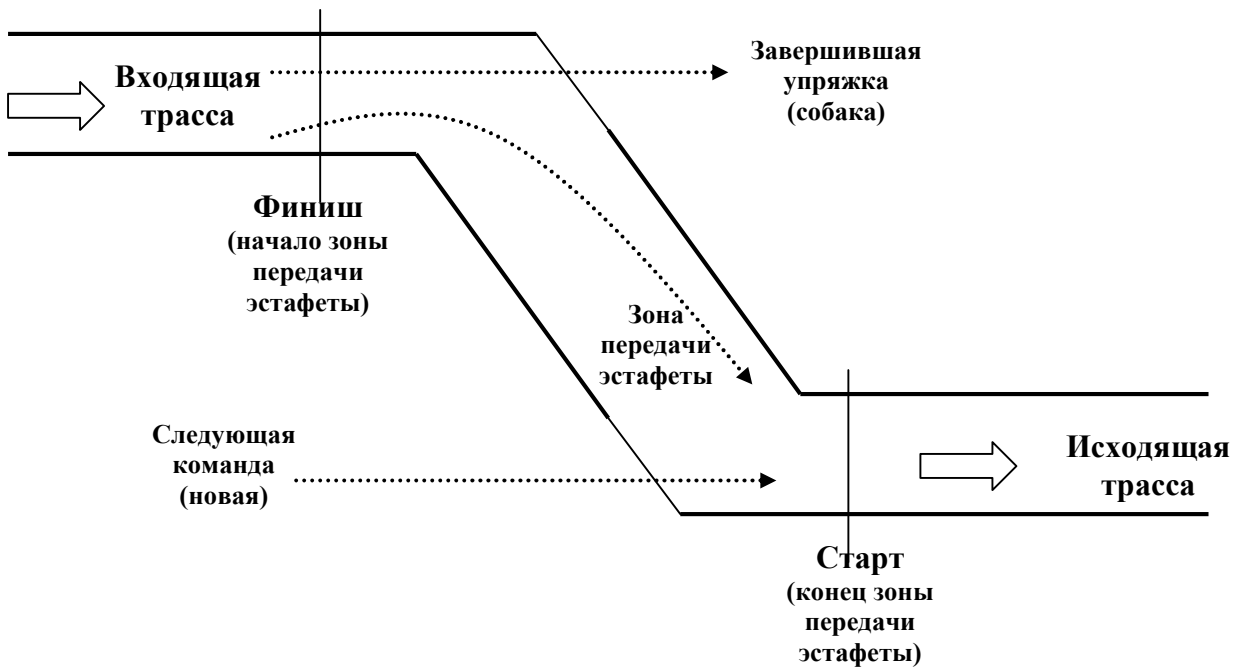 Входящая
трасса
Завершившая
упряжка
(собака)
Финиш
(начало зоны
передачи
эстафеты)
Зона
передачи
эстафеты
Следующая
команда
(новая)
Исходящая
трасса
Старт
(конец зоны
передачи
эстафеты)